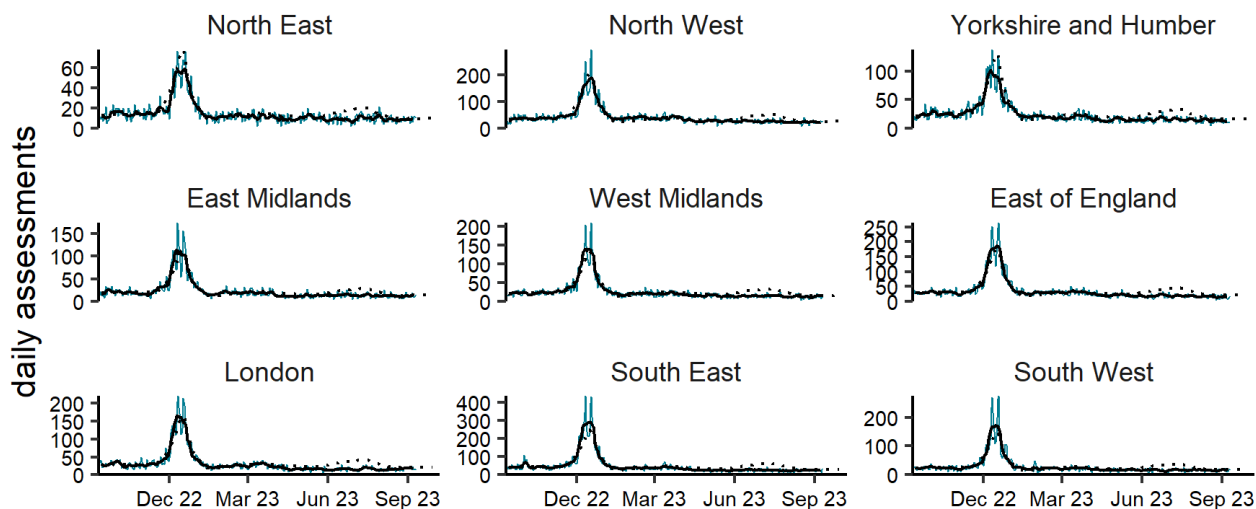 North East
North West
Yorkshire and Humber
60
40
20
0
200
100
0
100
50
0
East Midlands
West Midlands
East of England
150
100
50
0
200
150
100
50
0
250
200
150
100
50
0
London
South East
South West
200
150
100
50
0
400
300
200
100
0
200
100
0
Dec 22 Mar 23 Jun 23 Sep 23
Dec 22 Mar 23 Jun 23 Sep 23
Dec 22 Mar 23 Jun 23 Sep 23
daily assessments